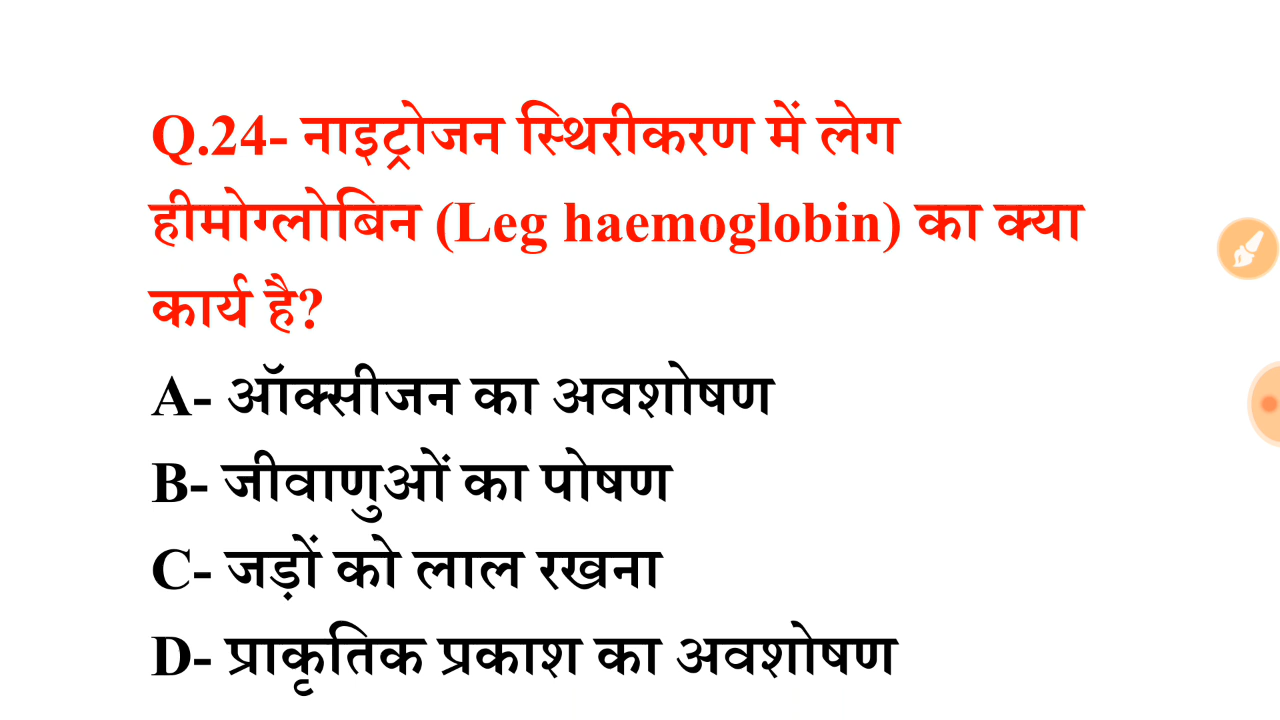 Q.24- नाइट्रोजन स्थिरीकरण में लेग
हीमोग्लोबिन (Leg haemoglobin) का क्या
कार्य है?
A- ऑक्सीजन का अवशोषण
B- जीवाणुओं का पोषण
C- जड़ों को लाल रखना
D- प्राकृतिक प्रकाश का अवशोषण